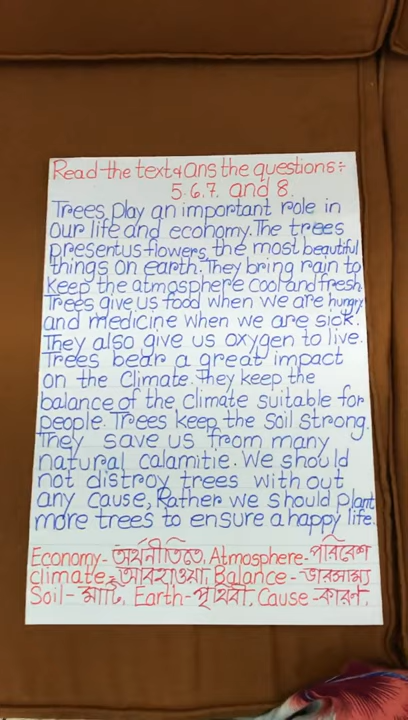 Read the text & ans the questions:-
5.6.7. and 8.
Trees play an important role in
our life and economy. The trees
present us flowers, the most beautiful
things on earth. They bring rain to
keep the atmosphere cool and fresh.
Trees give us food when we are hungry
and medicine when we are sick.
They also give us oxygen to live.
Trees bear a great impact
on the Climate. They keep the
balance of the climate suitable for
people. Trees keep the Soil strong.
They save us from many
natural calamitie. We should
not distroy trees with out
any cause, Rather we should plant
more trees to ensure a happy life.
Economy- অর্থনীতিতে, Atmosphere-পরিবেশ
climate- আবহাওয়া, Balance - ভারসাম্য
Soil- মাটি, Earth-পৃথিবী, Cause-কারণ,